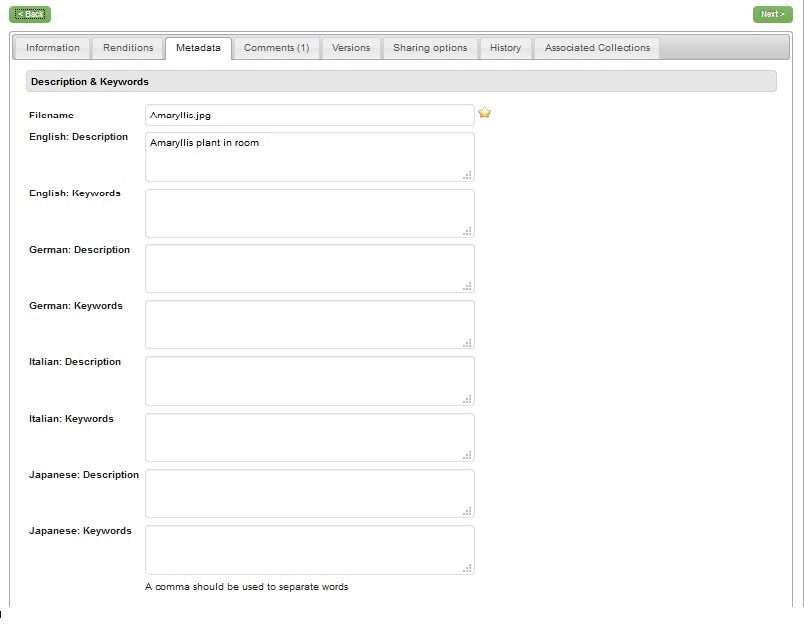 < Back
Next >
Information Renditions Metadata Comments (1) Versions Sharing options History Associated Collections
Description & Keywords
Filename Amaryllis.jpg
English: Description Amaryllis plant in room
English: Keywords
German: Description
German: Keywords
Italian: Description
Italian: Keywords
Japanese: Description
Japanese: Keywords
A comma should be used to separate words